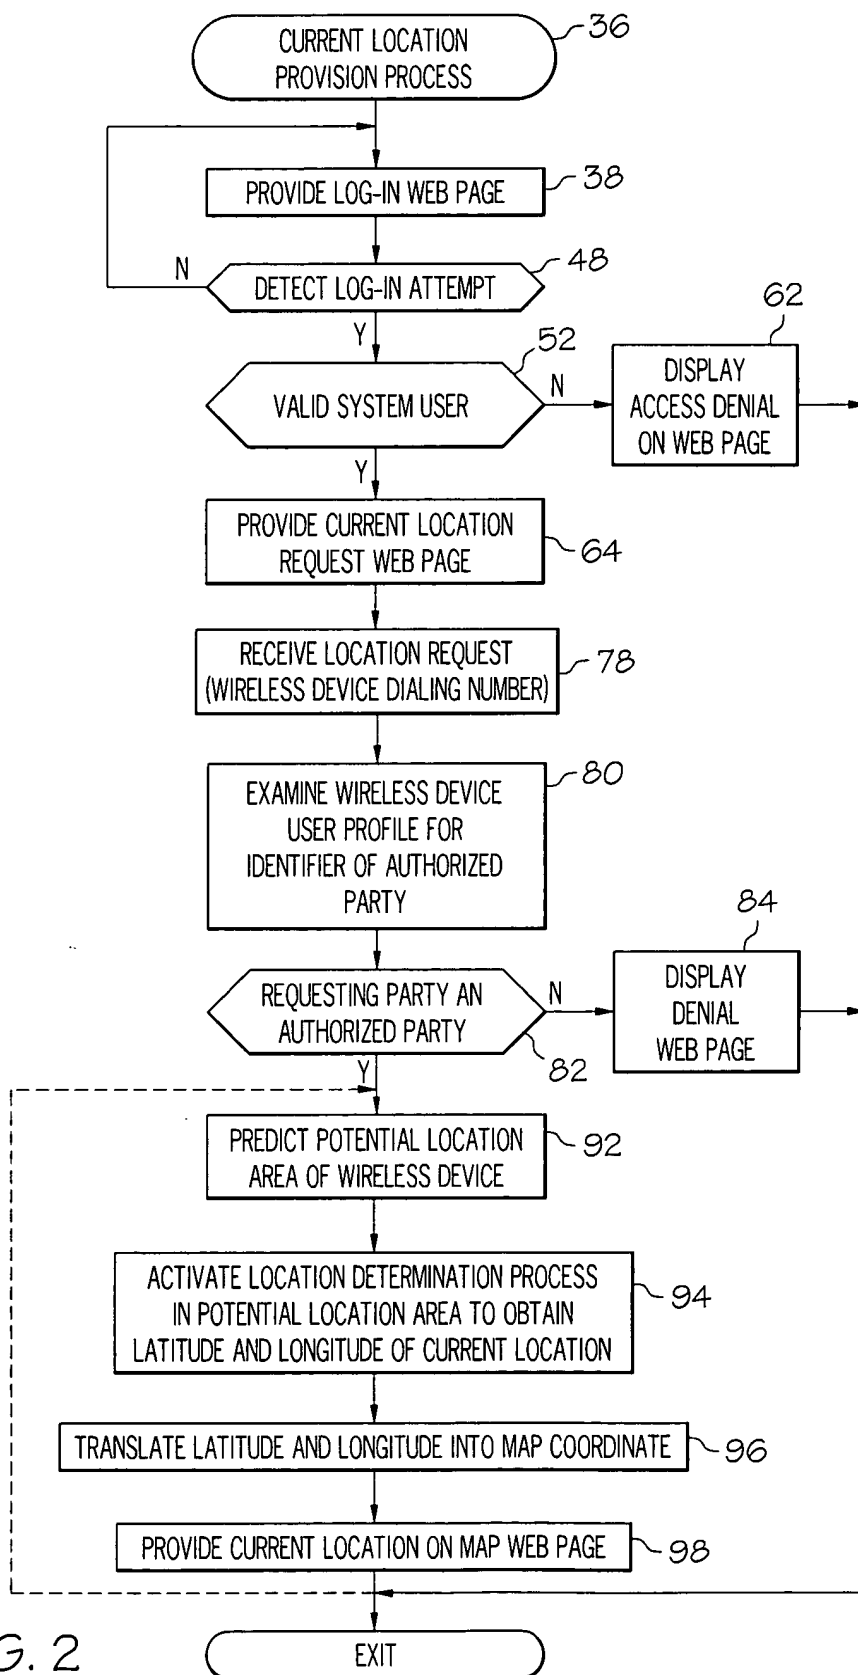 CURRENT LOCATION
PROVISION PROCESS
36
PROVIDE LOG-IN WEB PAGE
38
N
DETECT LOG-IN ATTEMPT
48
Y
52
62
VALID SYSTEM USER
N
DISPLAY
ACCESS DENIAL
ON WEB PAGE
Y
PROVIDE CURRENT LOCATION
REQUEST WEB PAGE
64
RECEIVE LOCATION REQUEST
(WIRELESS DEVICE DIALING NUMBER)
78
80
EXAMINE WIRELESS DEVICE
USER PROFILE FOR
IDENTIFIER OF AUTHORIZED
PARTY
84
REQUESTING PARTY AN
AUTHORIZED PARTY
N
82
DISPLAY
DENIAL
WEB PAGE
Y
PREDICT POTENTIAL LOCATION
AREA OF WIRELESS DEVICE
92
ACTIVATE LOCATION DETERMINATION PROCESS
IN POTENTIAL LOCATION AREA TO OBTAIN
LATITUDE AND LONGITUDE OF CURRENT LOCATION
94
TRANSLATE LATITUDE AND LONGITUDE INTO MAP COORDINATE
96
PROVIDE CURRENT LOCATION ON MAP WEB PAGE
98
EXIT
G. 2